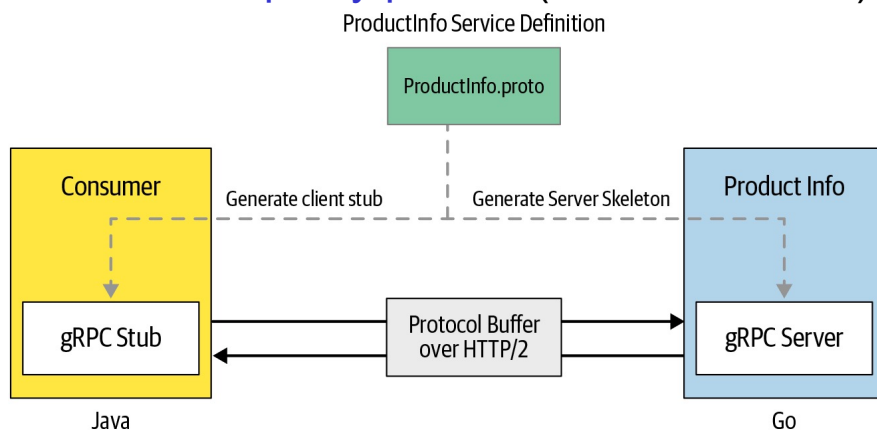 ProductInfo Service Definition
ProductInfo.proto
Consumer
Product Info
Generate client stub
Generate Server Skeleton
gRPC Stub
Protocol Buffer
over HTTP/2
gRPC Server
Java
Go